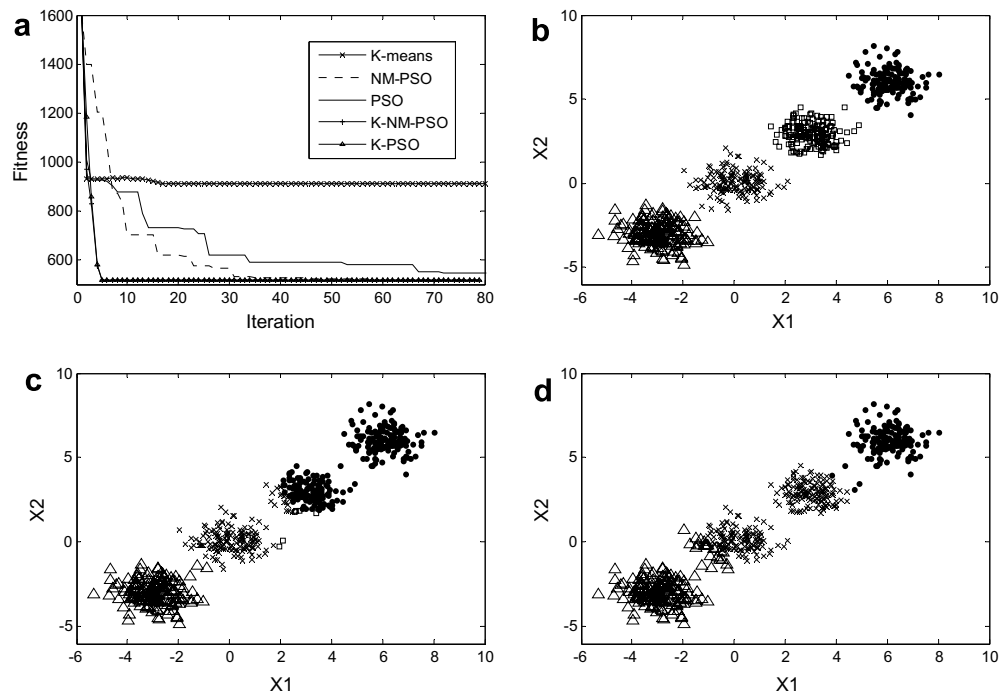 a
1600
1400
1200
1000
800
600
Fitness
0 10 20 30 40 50 60 70 80
Iteration
K-means
NM-PSO
PSO
K-NM-PSO
K-PSO
b
10
5
0
-5
X2
-6 -4 -2 0 2 4 6 8 10
X1
c
10
5
0
-5
X2
-6 -4 -2 0 2 4 6 8 10
X1
d
10
5
0
-5
X2
-6 -4 -2 0 2 4 6 8 10
X1